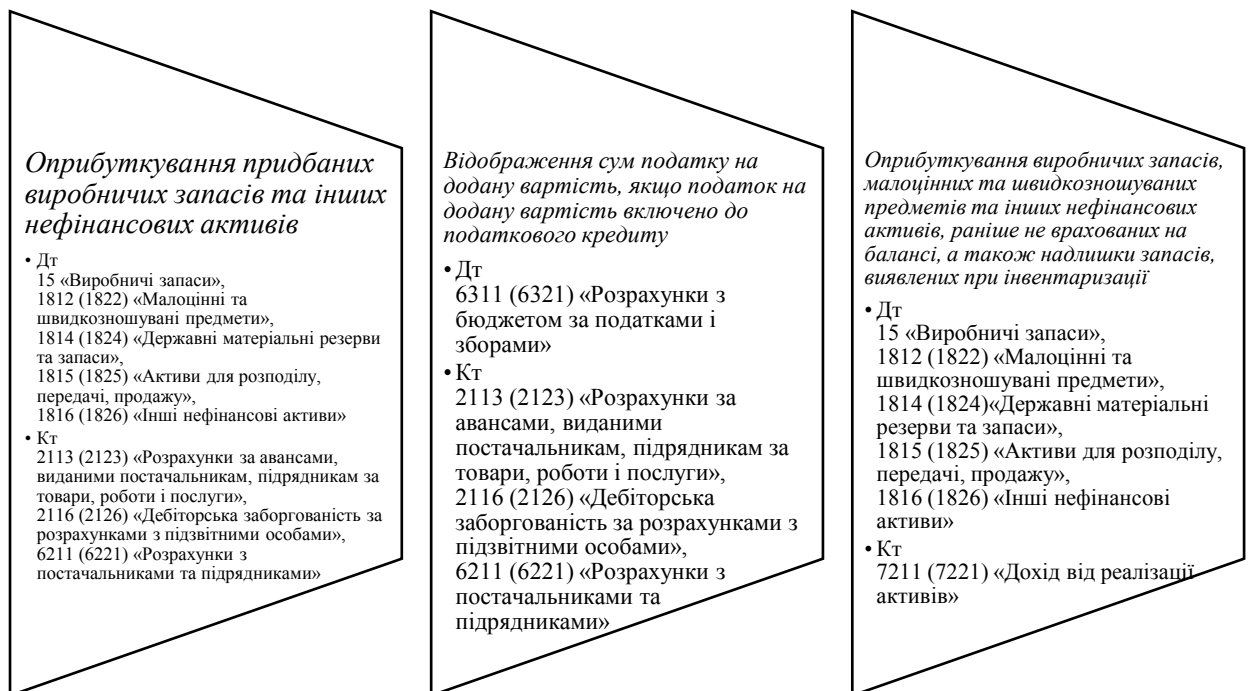 Оприбуткування придбаних
виробничих запасів та інших
нефінансових активів
• Дт
15 «Виробничі запаси»,
1812 (1822) «Малоцінні та
швидкозношувані предмети»,
1814 (1824) «Державні матеріальні резерви
та запаси»,
1815 (1825) «Активи для розподілу,
передачі, продажу»,
1816 (1826) «Інші нефінансові активи»
• Кт
2113 (2123) «Розрахунки за авансами,
виданими постачальникам, підрядникам за
товари, роботи і послуги»,
2116 (2126) «Дебіторська заборгованість за
розрахунками з підзвітними особами»,
6211 (6221) «Розрахунки з
постачальниками та підрядниками»
Відображення сум податку на
додану вартість, якщо податок на
додану вартість включено до
податкового кредиту
• Дт
6311 (6321) «Розрахунки з
бюджетом за податками і
зборами»
• Кт
2113 (2123) «Розрахунки за
авансами, виданими
постачальникам, підрядникам за
товари, роботи і послуги»,
2116 (2126) «Дебіторська
заборгованість за розрахунками з
підзвітними особами»,
6211 (6221) «Розрахунки з
постачальниками та
підрядниками»
Оприбуткування виробничих запасів,
малоцінних та швидкозношуваних
предметів та інших нефінансових
активів, раніше не врахованих на
балансі, а також надлишки запасів,
виявлених при інвентаризації
• Дт
15 «Виробничі запаси»,
1812 (1822) «Малоцінні та
швидкозношувані предмети»,
1814 (1824)«Державні матеріальні
резерви та запаси»,
1815 (1825) «Активи для розподілу,
передачі, продажу»,
1816 (1826) «Інші нефінансові
активи»
• Кт
7211 (7221) «Дохід від реалізації
активів»